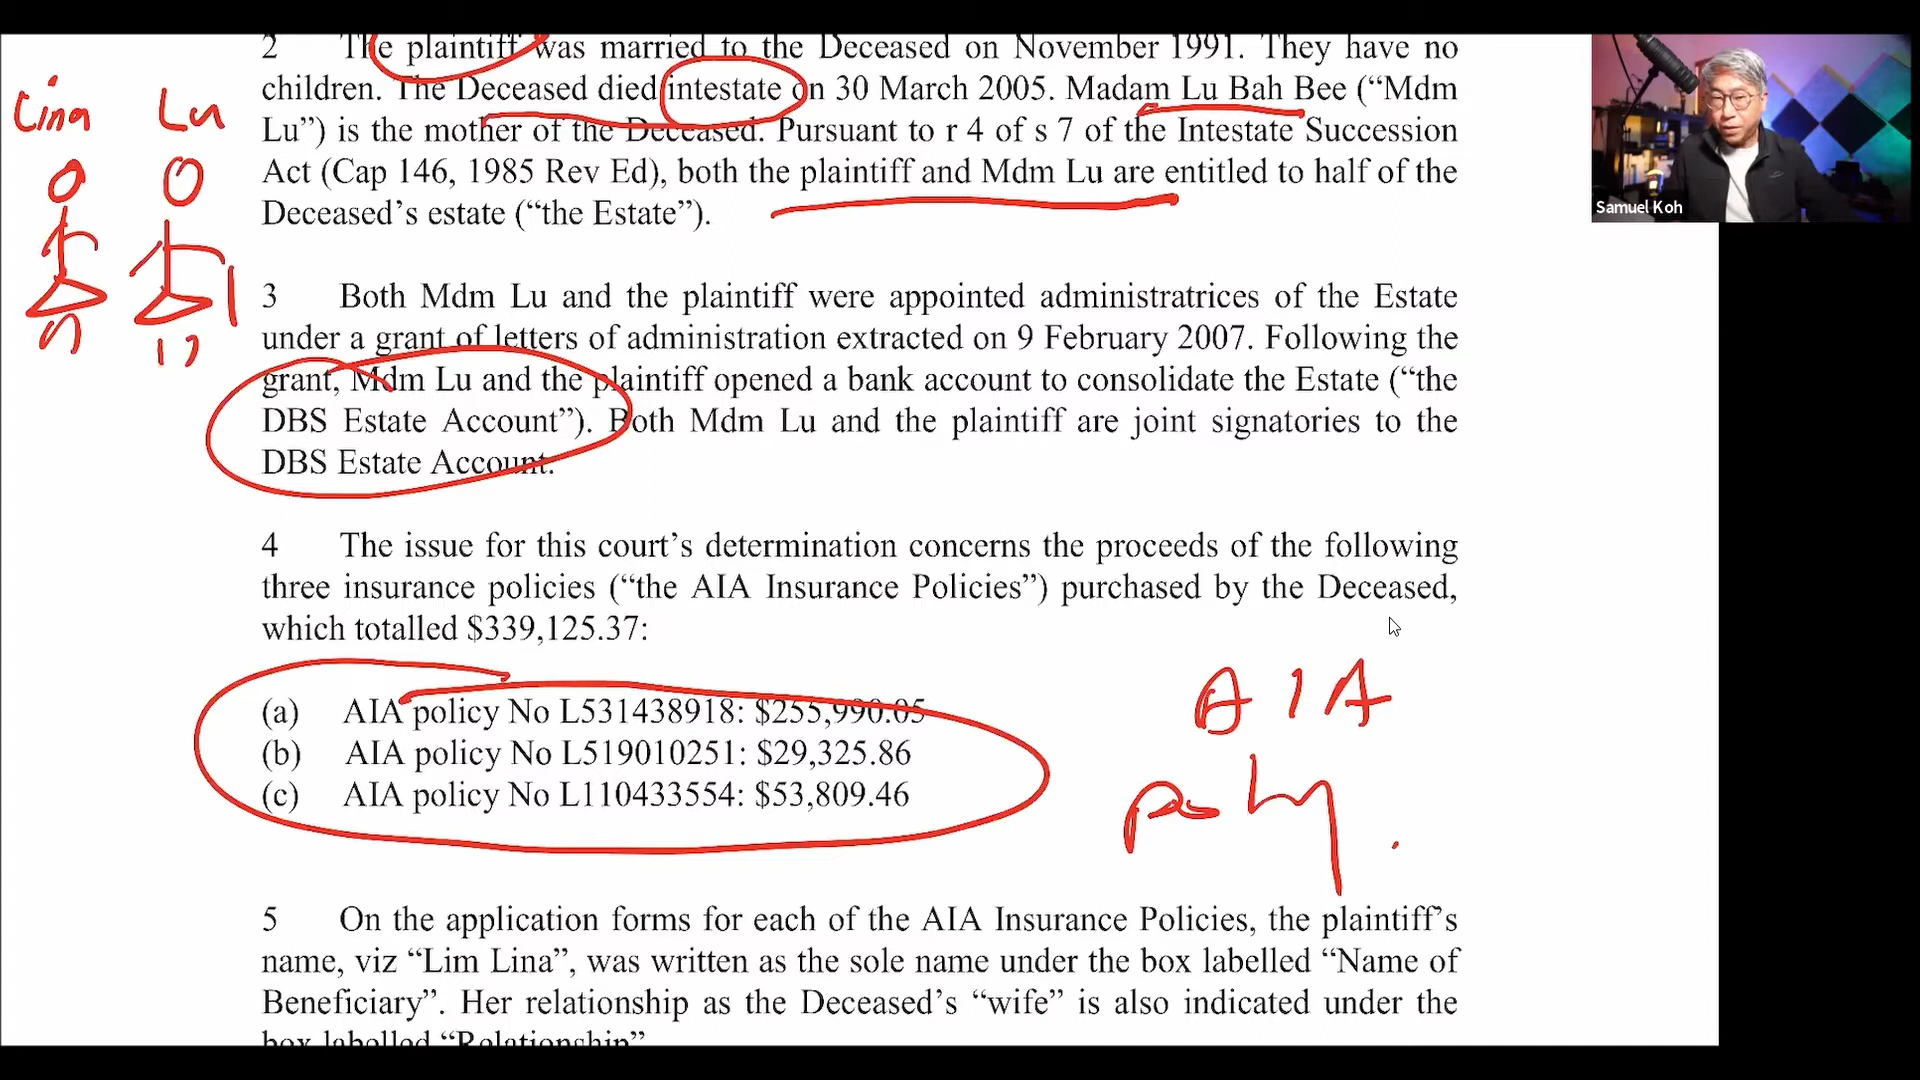 Lina Lu
2 The plaintiff was married to the Deceased on November 1991. They have no
children. The Deceased died intestate on 30 March 2005. Madam Lu Bah Bee (“Mdm
Lu”) is the mother of the Deceased. Pursuant to r 4 of s 7 of the Intestate Succession
Act (Cap 146, 1985 Rev Ed), both the plaintiff and Mdm Lu are entitled to half of the
Deceased’s estate (“the Estate”).
Samuel Koh
3 Both Mdm Lu and the plaintiff were appointed administratrices of the Estate
under a grant of letters of administration extracted on 9 February 2007. Following the
grant, Mdm Lu and the plaintiff opened a bank account to consolidate the Estate (“the
DBS Estate Account”). Both Mdm Lu and the plaintiff are joint signatories to the
DBS Estate Account.
4 The issue for this court’s determination concerns the proceeds of the following
three insurance policies (“the AIA Insurance Policies”) purchased by the Deceased,
which totalled $339,125.37:
(a) AIA policy No L531438918: $255,990.05
(b) AIA policy No L519010251: $29,325.86
(c) AIA policy No L110433554: $53,809.46
AIA
policy
5 On the application forms for each of the AIA Insurance Policies, the plaintiff’s
name, viz “Lim Lina”, was written as the sole name under the box labelled “Name of
Beneficiary”. Her relationship as the Deceased’s “wife” is also indicated under the
box labelled “Relationship”